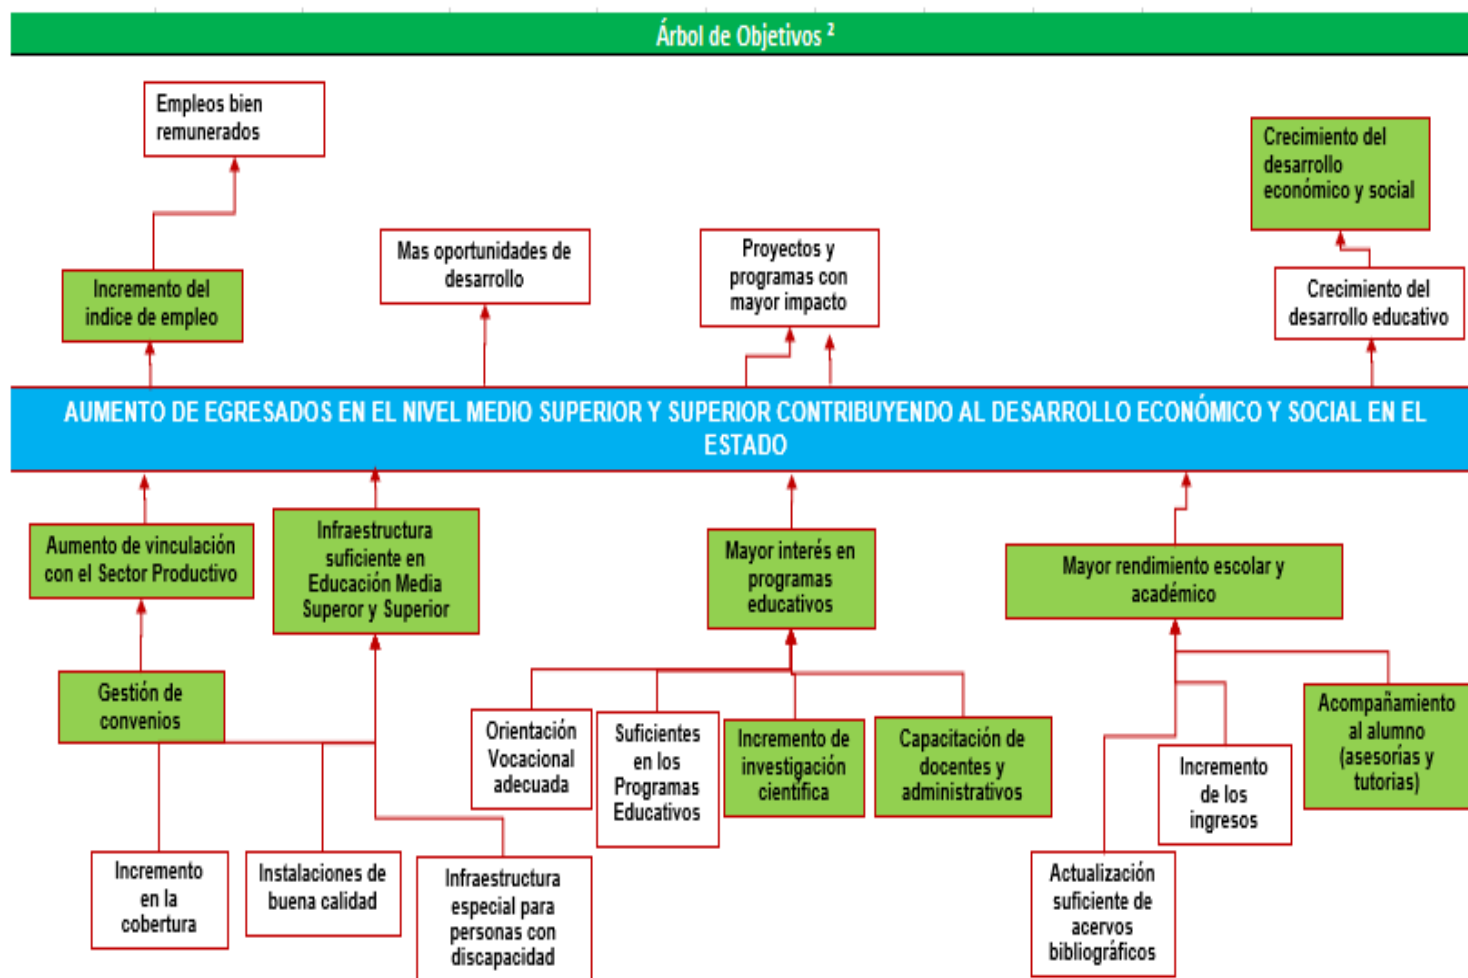 Árbol de Objetivos ²
Empleos bien
remunerados
Crecimiento del
desarrollo
económico y social
Mas oportunidades de
desarrollo
Proyectos y
programas con
mayor impacto
Incremento del
indice de empleo
Crecimiento del
desarrollo educativo
AUMENTO DE EGRESADOS EN EL NIVEL MEDIO SUPERIOR Y SUPERIOR CONTRIBUYENDO AL DESARROLLO ECONÓMICO Y SOCIAL EN EL
ESTADO
Aumento de vinculación
con el Sector Productivo
Infraestructura
suficiente en
Educación Media
Superor y Superior
Mayor interés en
programas
educativos
Mayor rendimiento escolar y
académico
Gestión de
convenios
Orientación
Vocacional
adecuada
Suficientes
en los
Programas
Educativos
Incremento de
investigación
científica
Capacitación de
docentes y
administrativos
Incremento
de los
ingresos
Acompañamiento
al alumno
(asesorías y
tutorias)
Incremento
en la
cobertura
Instalaciones de
buena calidad
Infraestructura
especial para
personas con
discapacidad
Actualización
suficiente de
acervos
bibliográficos